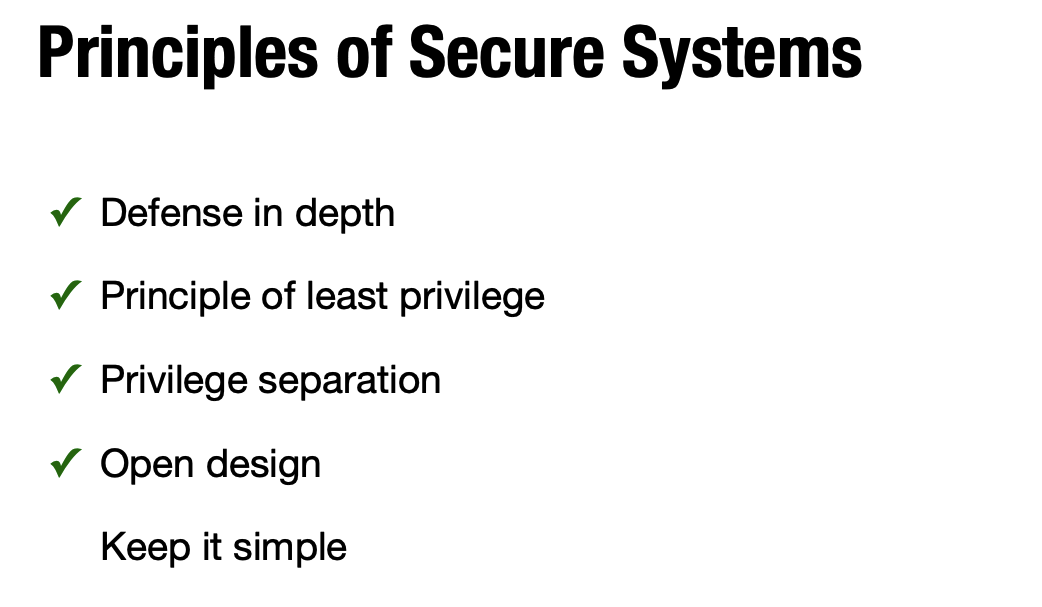 Principles of Secure Systems
✓ Defense in depth
✓ Principle of least privilege
✓ Privilege separation
✓ Open design
Keep it simple